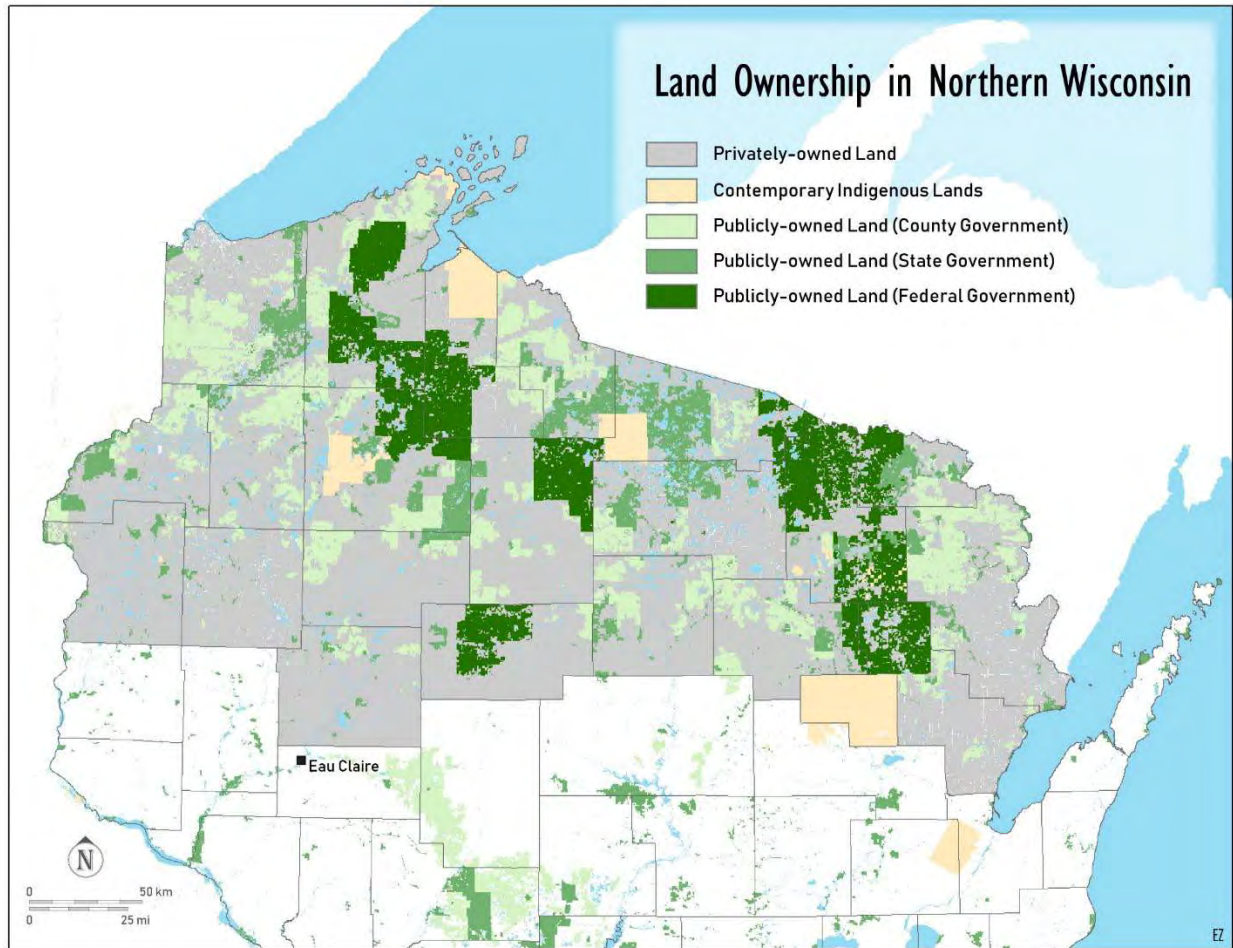 Land Ownership in Northern Wisconsin
Privately-owned Land
Contemporary Indigenous Lands
Publicly-owned Land (County Government)
Publicly-owned Land (State Government)
Publicly-owned Land (Federal Government)
Eau Claire
N
0 50 km
0 25 mi
EZ